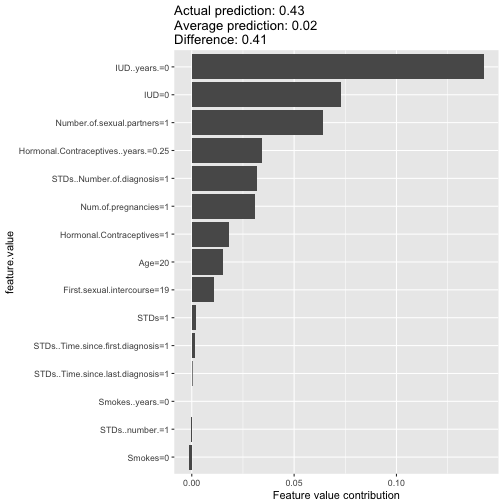 Actual prediction: 0.43
Average prediction: 0.02
Difference: 0.41
IUD..years.=0
IUD=0
Number.of.sexual.partners=1
Hormonal.Contraceptives..years.=0.25
STDs..Number.of.diagnosis=1
Num.of.pregnancies=1
Hormonal.Contraceptives=1
Age=20
First.sexual.intercourse=19
STDs=1
STDs..Time.since.first.diagnosis=1
STDs..Time.since.last.diagnosis=1
Smokes..years.=0
STDs..number.=1
Smokes=0
feature.value
0.00 0.05 0.10
Feature value contribution